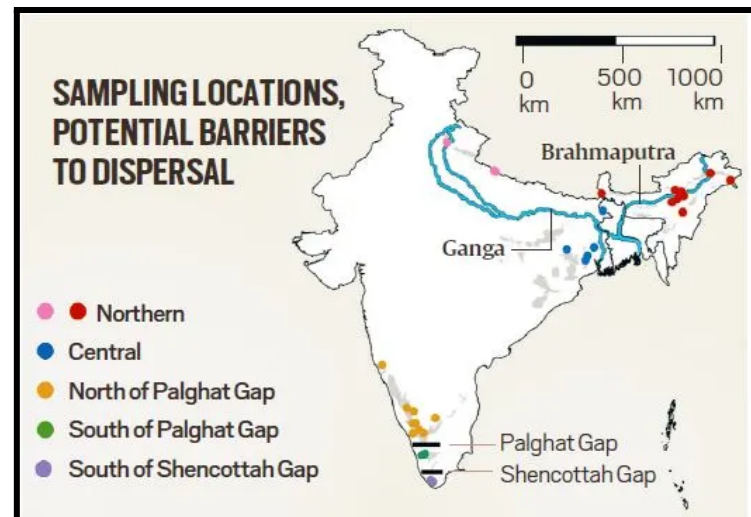 SAMPLING LOCATIONS,
POTENTIAL BARRIERS
TO DISPERSAL
0 500 1000
km km km
Brahmaputra
Ganga
Northern
Central
North of Palghat Gap
South of Palghat Gap
South of Shencottah Gap
Palghat Gap
Shencottah Gap